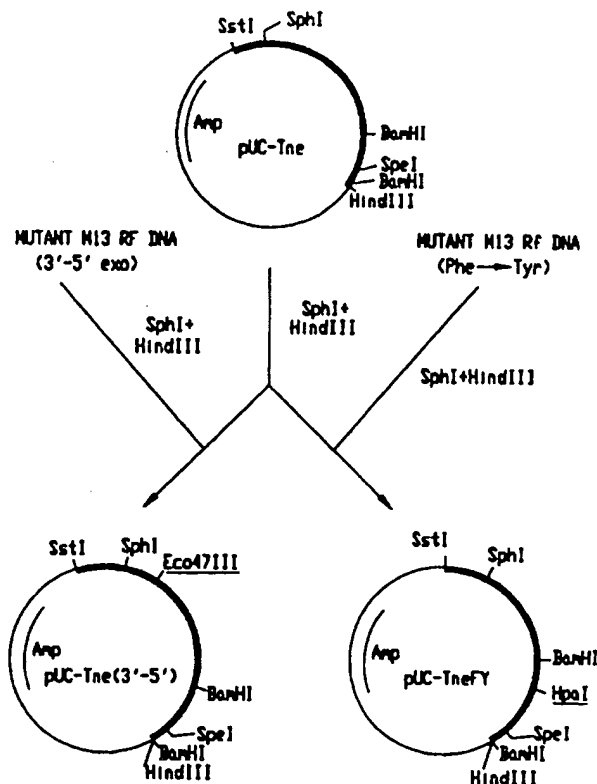 SstI
SphI
Amp
pUC-Tne
BamHI
SpeI
BamHI
HindIII
MUTANT M13 RF DNA
(3'-5' exo)
MUTANT M13 RF DNA
(Phe→Tyr)
SphI+
HindIII
SphI+
HindIII
SphI+HindIII
SstI
SphI
Eco47III
Amp
pUC-Tne(3'-5')
BamHI
SpeI
BamHI
HindIII
SstI
SphI
Amp
pUC-TneFY
BamHI
HpaI
SpeI
BamHI
HindIII